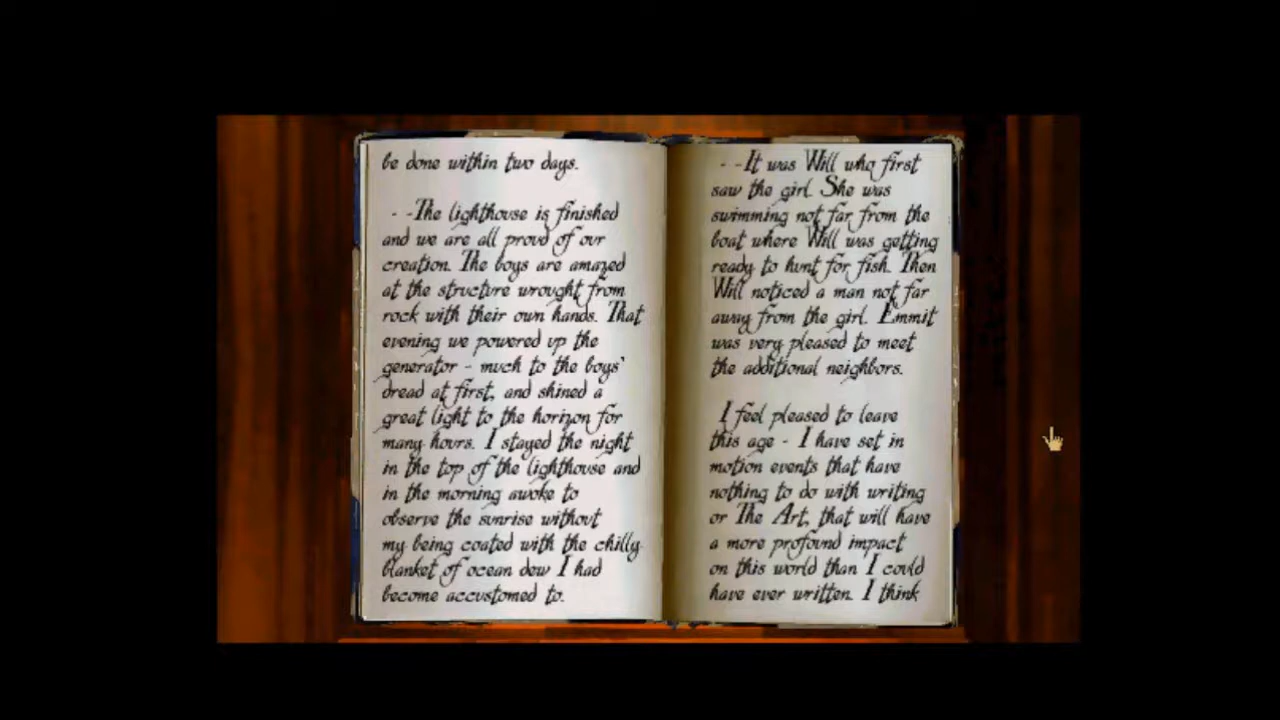 be done within two days.
- -The lighthouse is finished
and we are all proud of our
creation. The boys are amazed
at the structure wrought from
rock with their own hands. That
evening we powered up the
generator - much to the boys'
dread at first, and shined a
great light to the horizon for
many hours. I stayed the night
in the top of the lighthouse and
in the morning awoke to
observe the sunrise without
my being coated with the chilly
blanket of ocean dew I had
become accustomed to.
- -It was Will who first
saw the girl. She was
swimming not far from the
boat where Will was getting
ready to hunt for fish. Then
Will noticed a man not far
away from the girl. Emmit
was very pleased to meet
the additional neighbors.
I feel pleased to leave
this age - I have set in
motion events that have
nothing to do with writing
or The Art, that will have
a more profound impact
on this world than I could
have ever written. I think